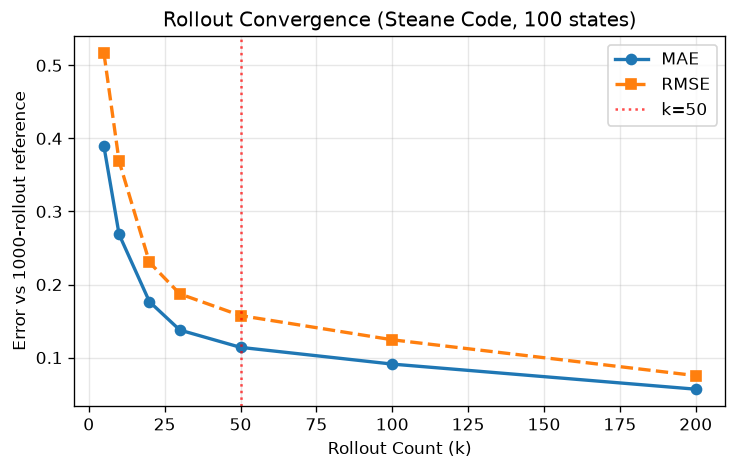 Rollout Convergence (Steane Code, 100 states)
MAE
RMSE
k=50
Error vs 1000-rollout reference
0.5
0.4
0.3
0.2
0.1
0 25 50 75 100 125 150 175 200
Rollout Count (k)